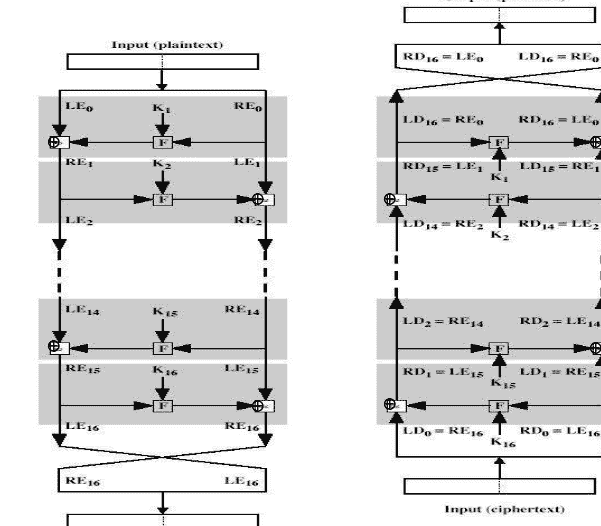 Input (plaintext)
LE0 K1 RE0
F
RE1 K2 LE1
F
LE2 RE2
LE14 K15 RE14
F
RE15 K16 LE15
F
LE16 RE16
RE16 LE16
RD16 = LE0 LD16 = RE0
LD16 = RE0 RD16 = LE0
F
RD15 = LE1 K1 LD15 = RE1
F
LD14 = RE2 K2 RD14 = LE2
LD2 = RE14 RD2 = LE14
F
RD1 = LE15 K15 LD1 = RE15
F
LD0 = RE16 K16 RD0 = LE16
Input (ciphertext)